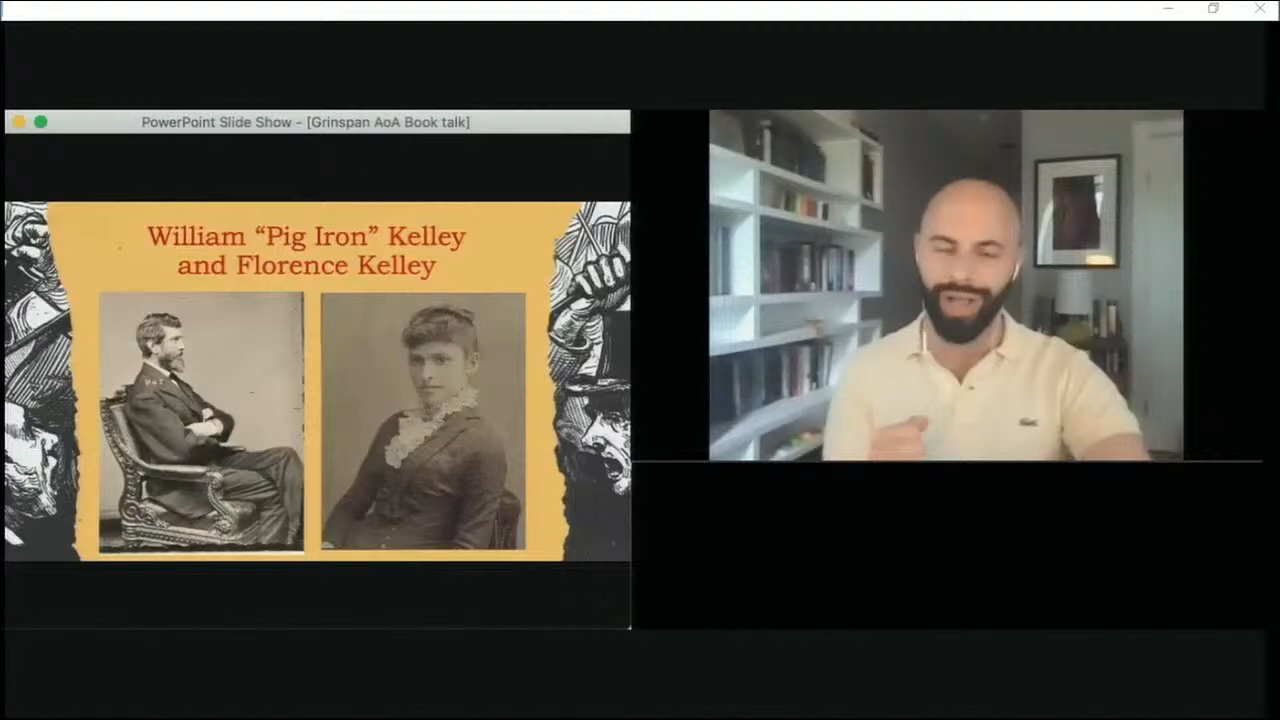 PowerPoint Slide Show - [Grinspan AoA Book talk]
William “Pig Iron” Kelley
and Florence Kelley